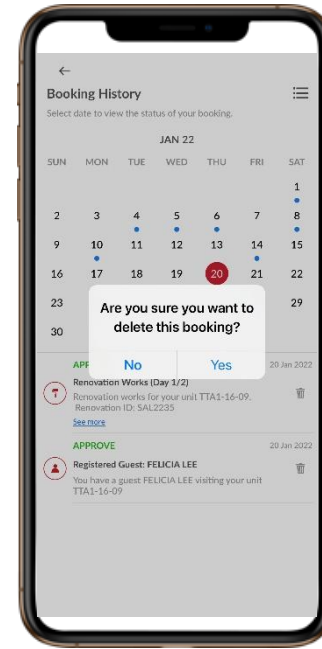 Booking History
Select date to view the status of your booking.
JAN 22
SUN MON TUE WED THU FRI SAT
1
2 3 4 5 6 7 8
9 10 11 12 13 14 15
16 17 18 19 20 21 22
23 29
Are you sure you want to
delete this booking?
30
No Yes
APP 20 Jan 2022
Renovation Works (Day 1/2)
Renovation works for your unit TTA1-16-09.
Renovation ID: SAL2235
See more
APPROVE 20 Jan 2022
Registered Guest: FELICIA LEE
You have a guest FELICIA LEE visiting your unit
TTA1-16-09